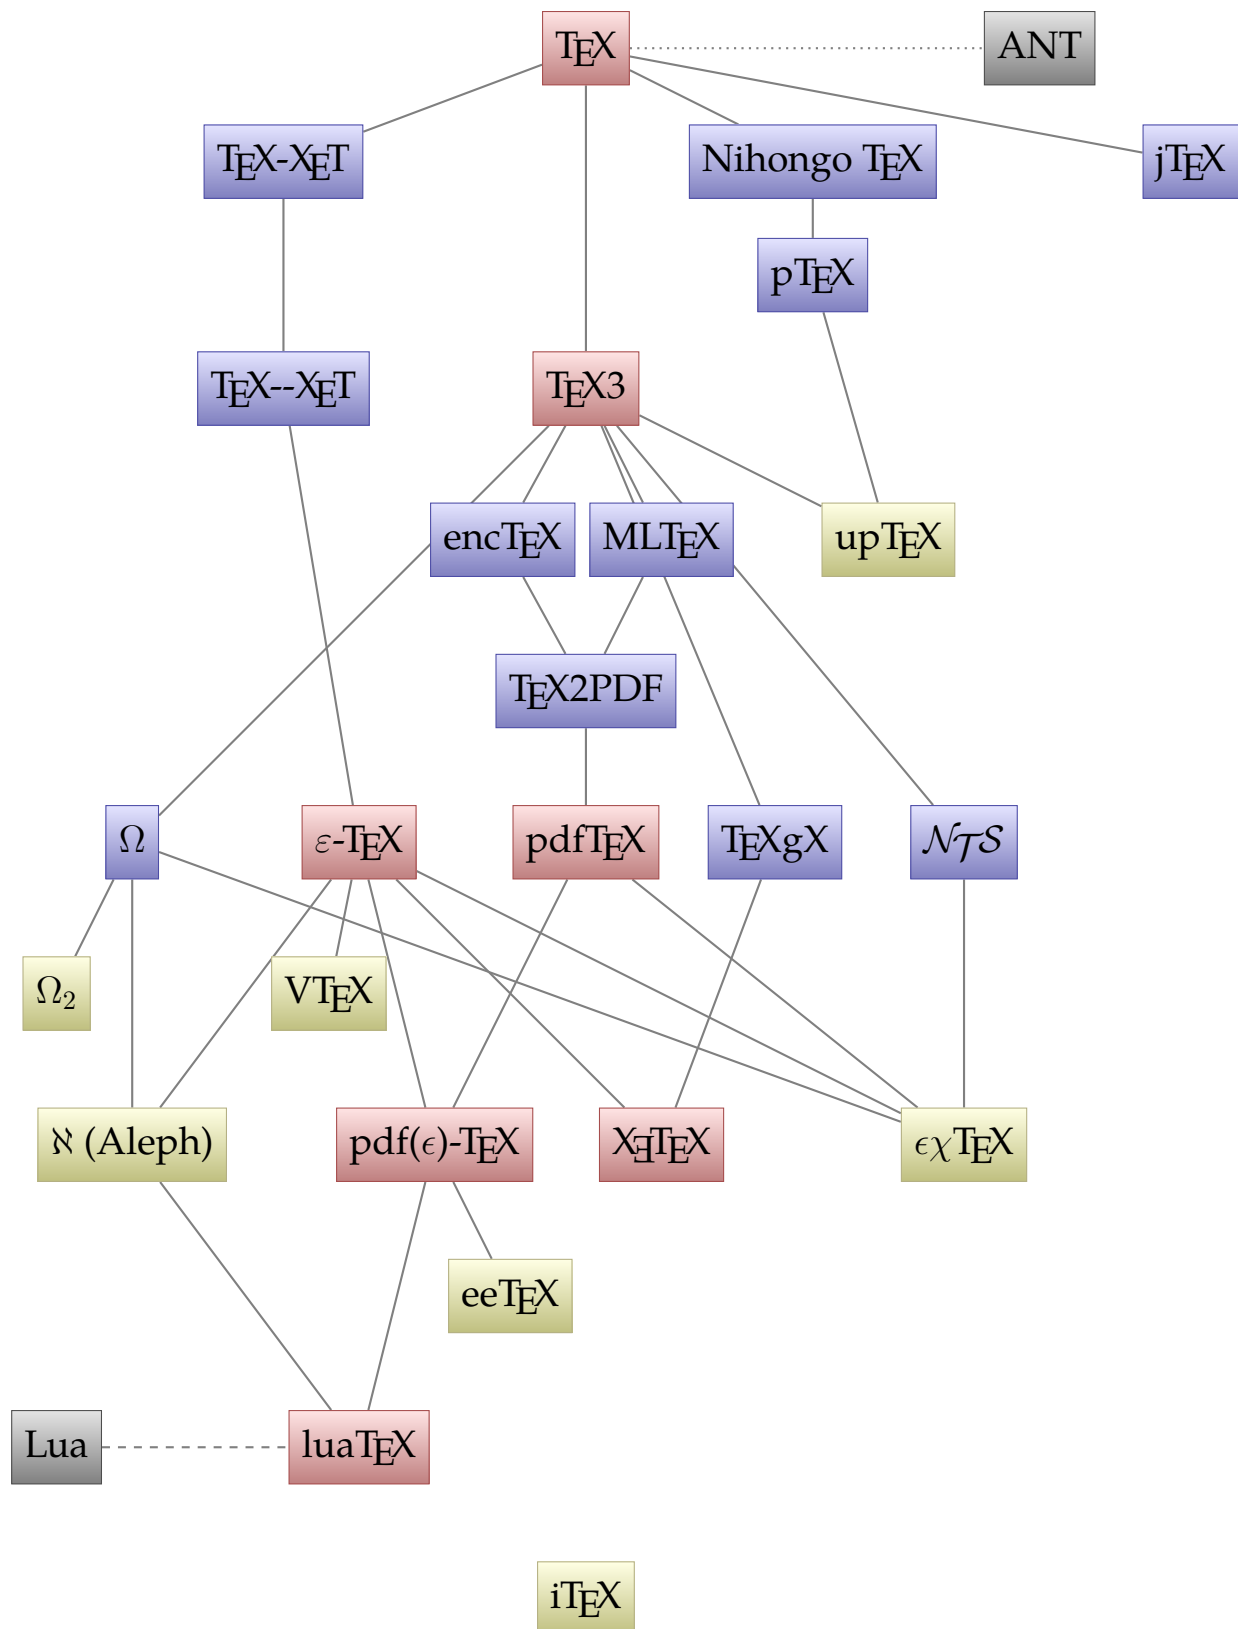 TEX
ANT
TEX-XET
Nihongo TEX
jTEX
pTEX
TEX--XET
TEX3
encTEX
MLTEX
upTEX
TEX2PDF
Ω
ε-TEX
pdfTEX
TEXgX
𝒩𝒯𝒮
Ω₂
VTEX
ℵ (Aleph)
pdf(ϵ)-TEX
XƎTEX
ϵχTEX
eeTEX
Lua
luaTEX
iTEX